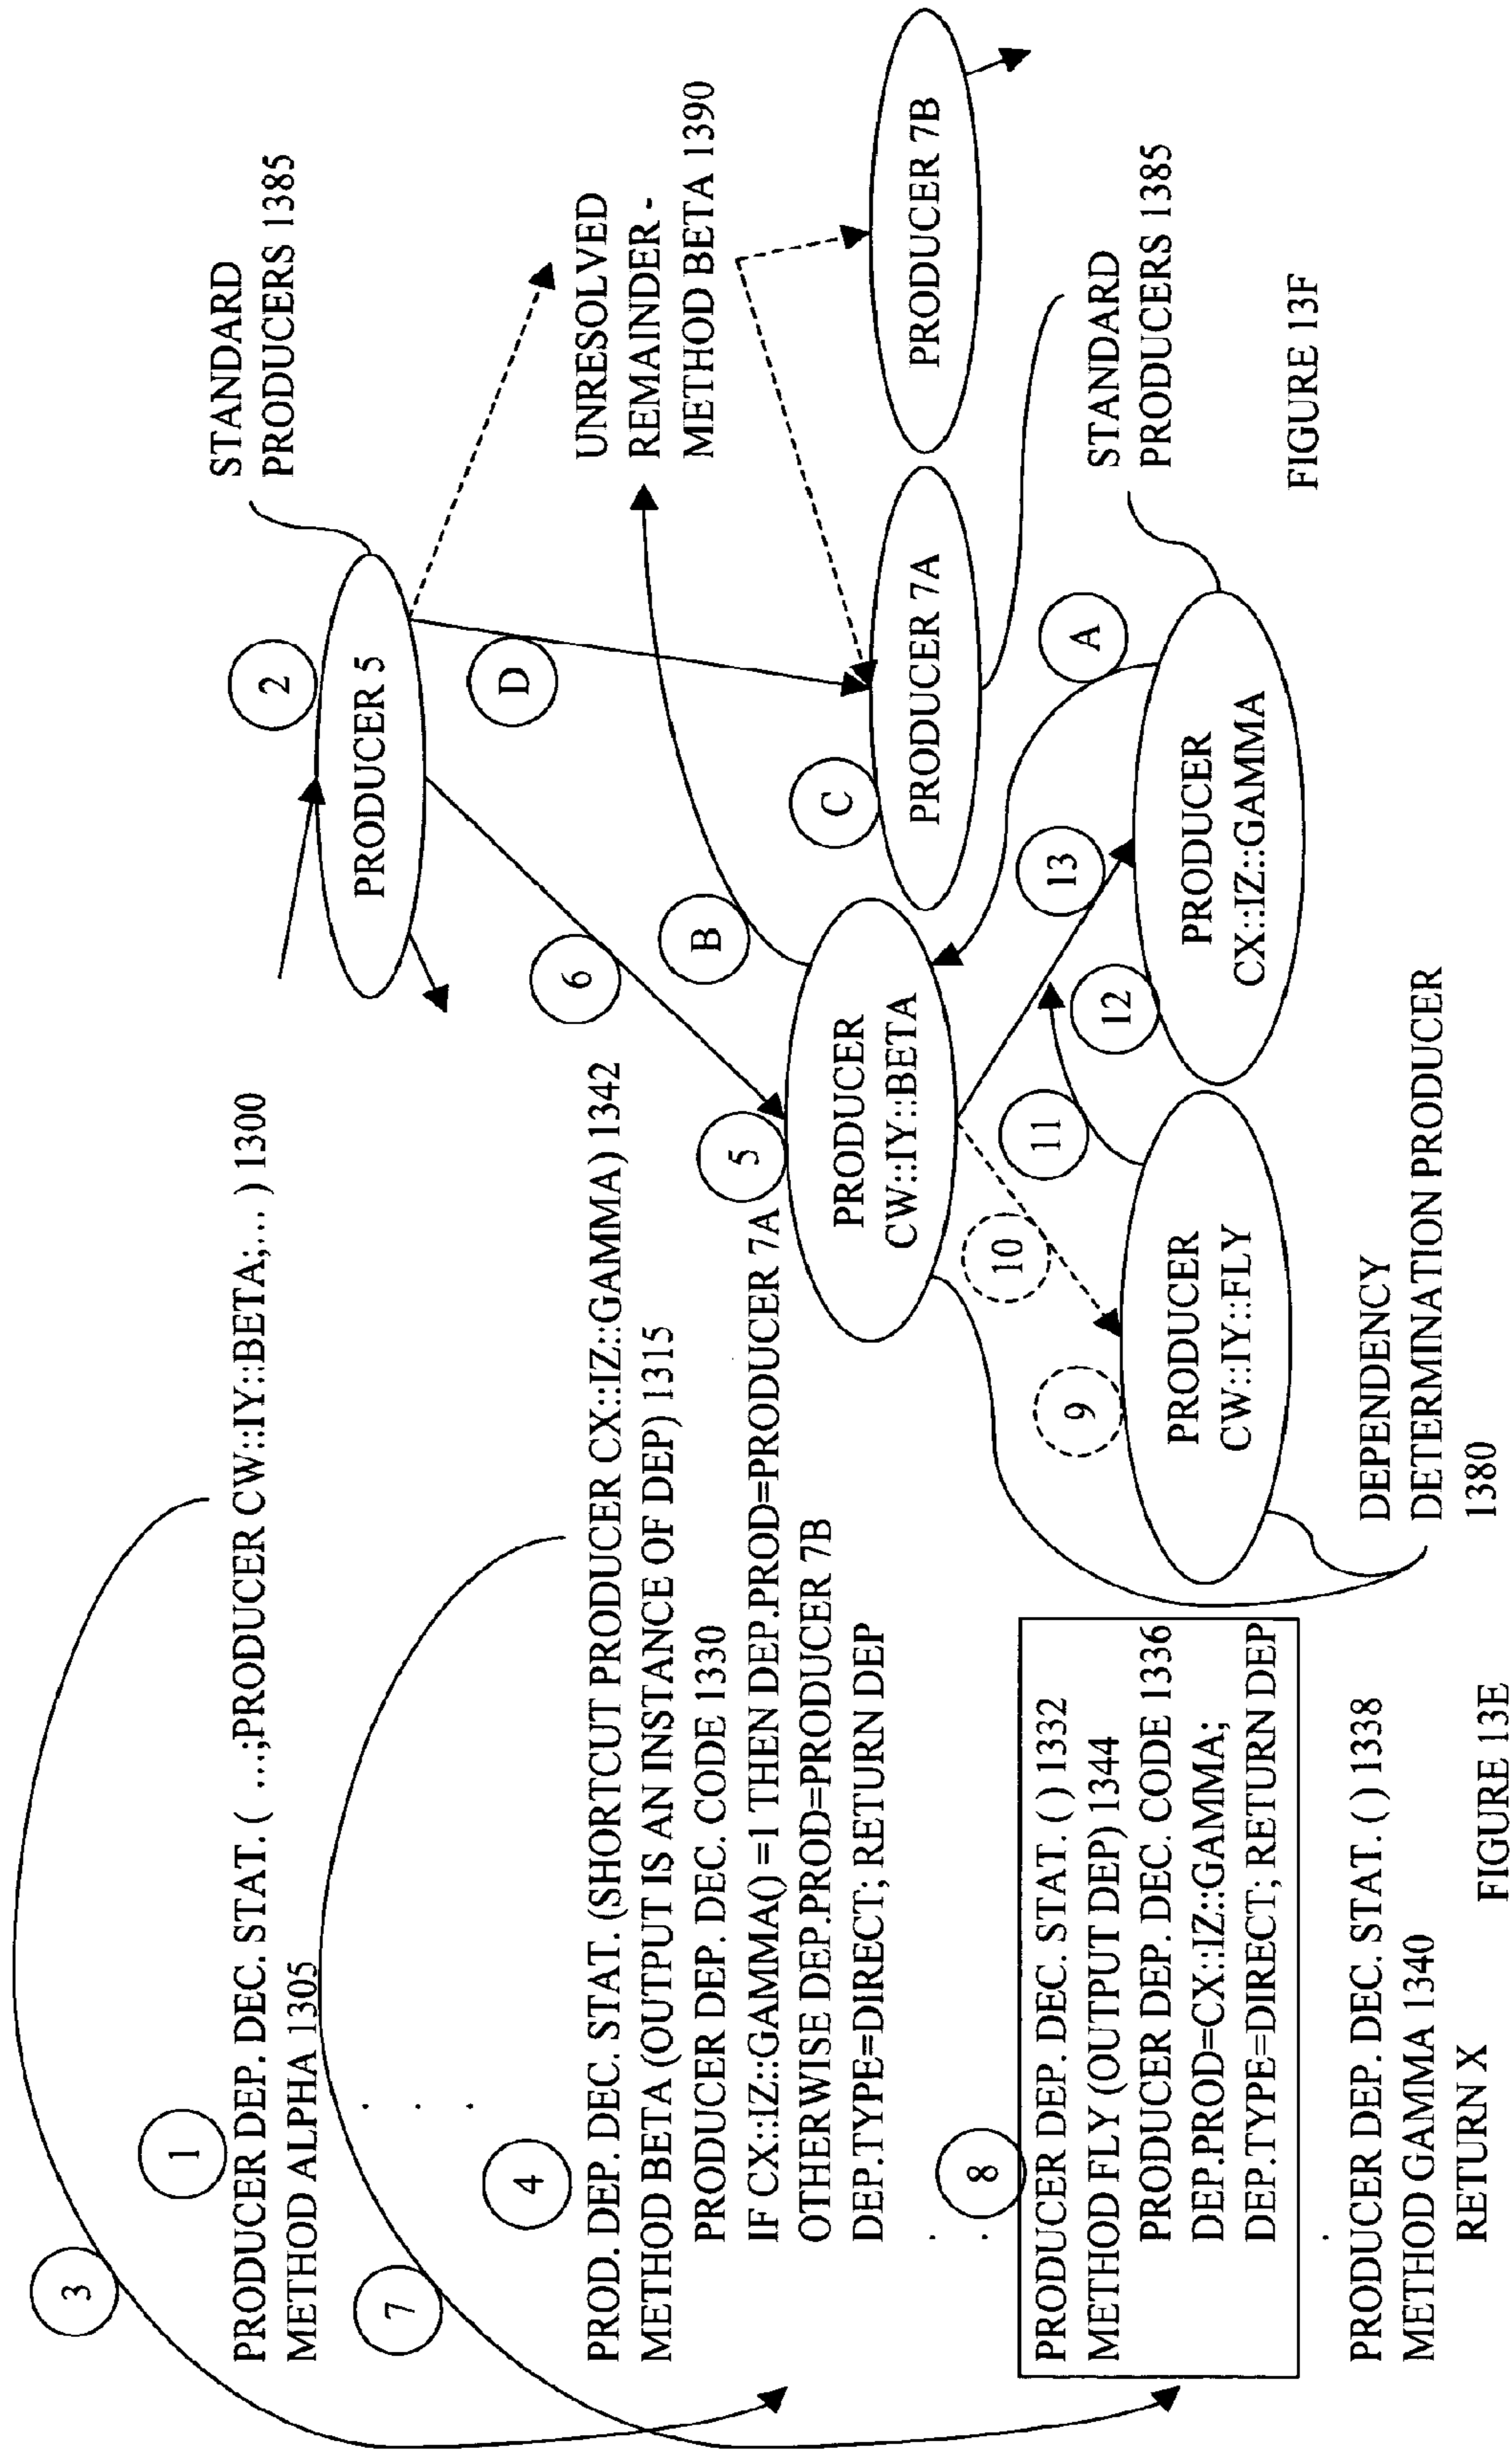 3
1
PRODUCER DEP. DEC. STAT. ( ...;PRODUCER CW::IY::BETA;... ) 1300
METHOD ALPHA 1305
7
4
PROD. DEP. DEC. STAT. (SHORTCUT PRODUCER CX::IZ::GAMMA) 1342
METHOD BETA (OUTPUT IS AN INSTANCE OF DEP) 1315
PRODUCER DEP. DEC. CODE 1330
IF CX::IZ::GAMMA() =1 THEN DEP.PROD=PRODUCER 7A
OTHERWISE DEP.PROD=PRODUCER 7B
DEP.TYPE=DIRECT; RETURN DEP
8
PRODUCER DEP. DEC. STAT. ( ) 1332
METHOD FLY (OUTPUT DEP) 1344
PRODUCER DEP. DEC. CODE 1336
DEP.PROD=CX::IZ::GAMMA;
DEP.TYPE=DIRECT; RETURN DEP
PRODUCER DEP. DEC. STAT. ( ) 1338
METHOD GAMMA 1340
RETURN X
FIGURE 13E
STANDARD
PRODUCERS 1385
2
PRODUCER 5
D
6
UNRESOLVED
REMAINDER -
METHOD BETA 1390
B
5
C
PRODUCER
CW::IY::BETA
PRODUCER 7A
PRODUCER 7B
10
11
13
A
9
12
STANDARD
PRODUCERS 1385
PRODUCER
CW::IY::FLY
PRODUCER
CX::IZ::GAMMA
DEPENDENCY
DETERMINATION PRODUCER
1380
FIGURE 13F